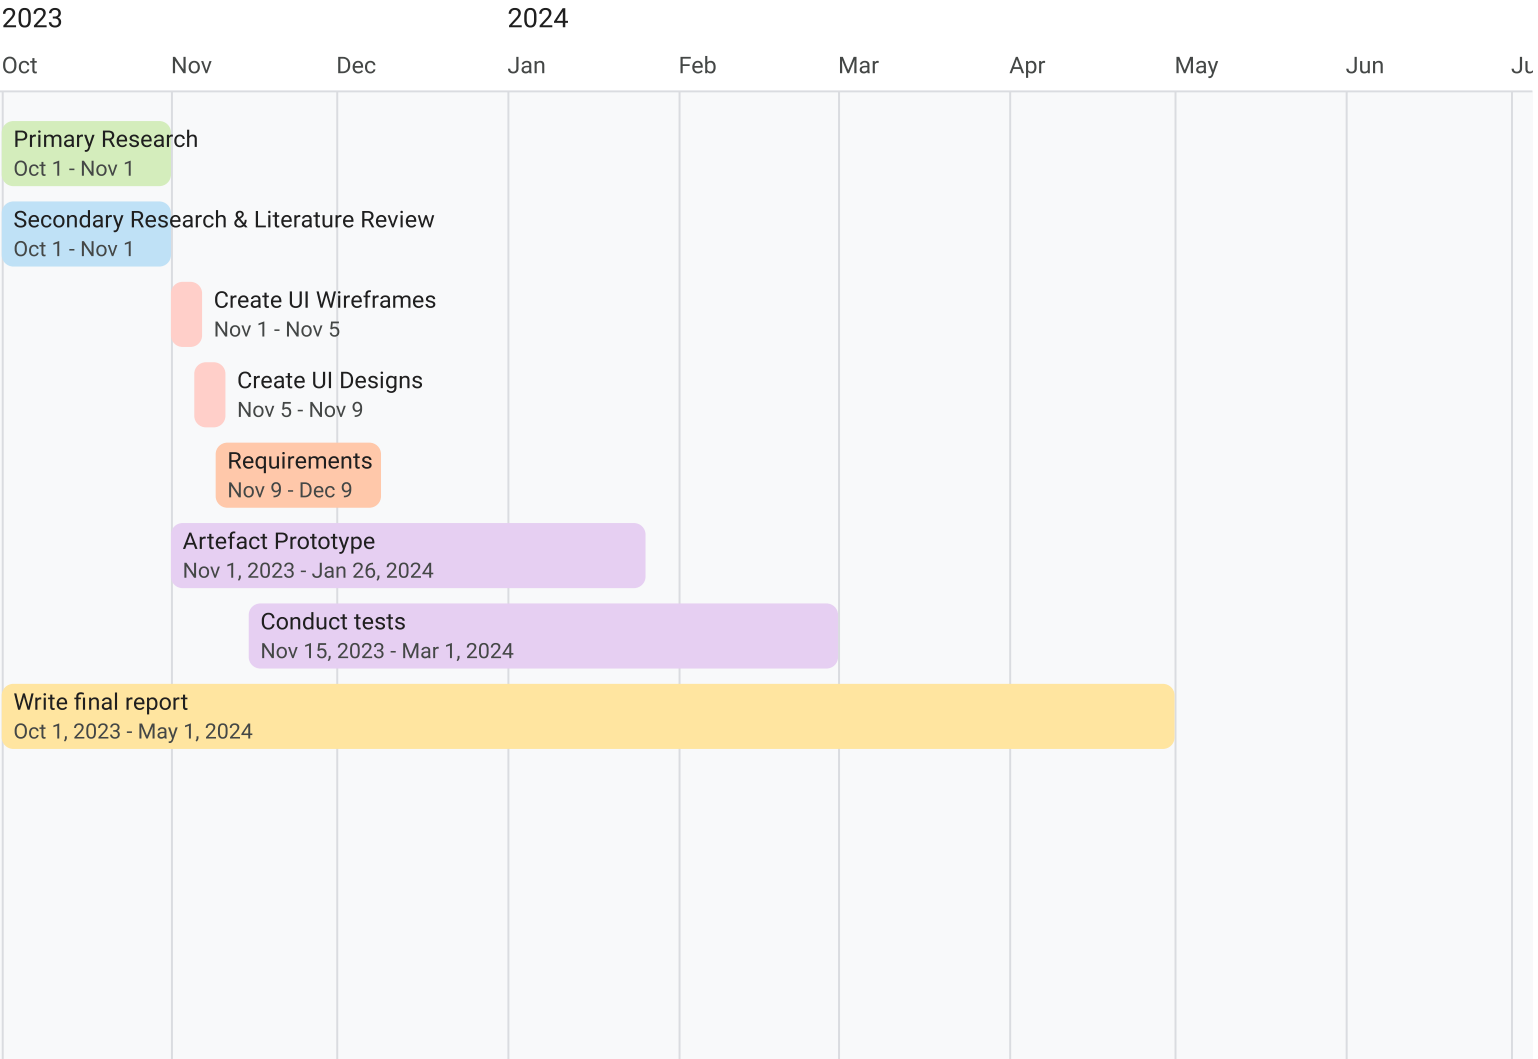 2023 2024
Oct Nov Dec Jan Feb Mar Apr May Jun Ju
Primary Research
Oct 1 - Nov 1
Secondary Research & Literature Review
Oct 1 - Nov 1
Create UI Wireframes
Nov 1 - Nov 5
Create UI Designs
Nov 5 - Nov 9
Requirements
Nov 9 - Dec 9
Artefact Prototype
Nov 1, 2023 - Jan 26, 2024
Conduct tests
Nov 15, 2023 - Mar 1, 2024
Write final report
Oct 1, 2023 - May 1, 2024